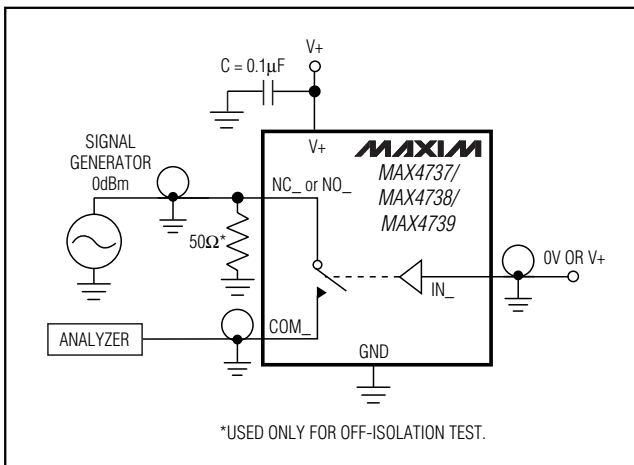 V+
C = 0.1µF
V+
MAXIM
MAX4737/
MAX4738/
MAX4739
SIGNAL
GENERATOR
0dBm
NC_ or NO_
50Ω*
0V OR V+
IN_
COM_
ANALYZER
GND
*USED ONLY FOR OFF-ISOLATION TEST.